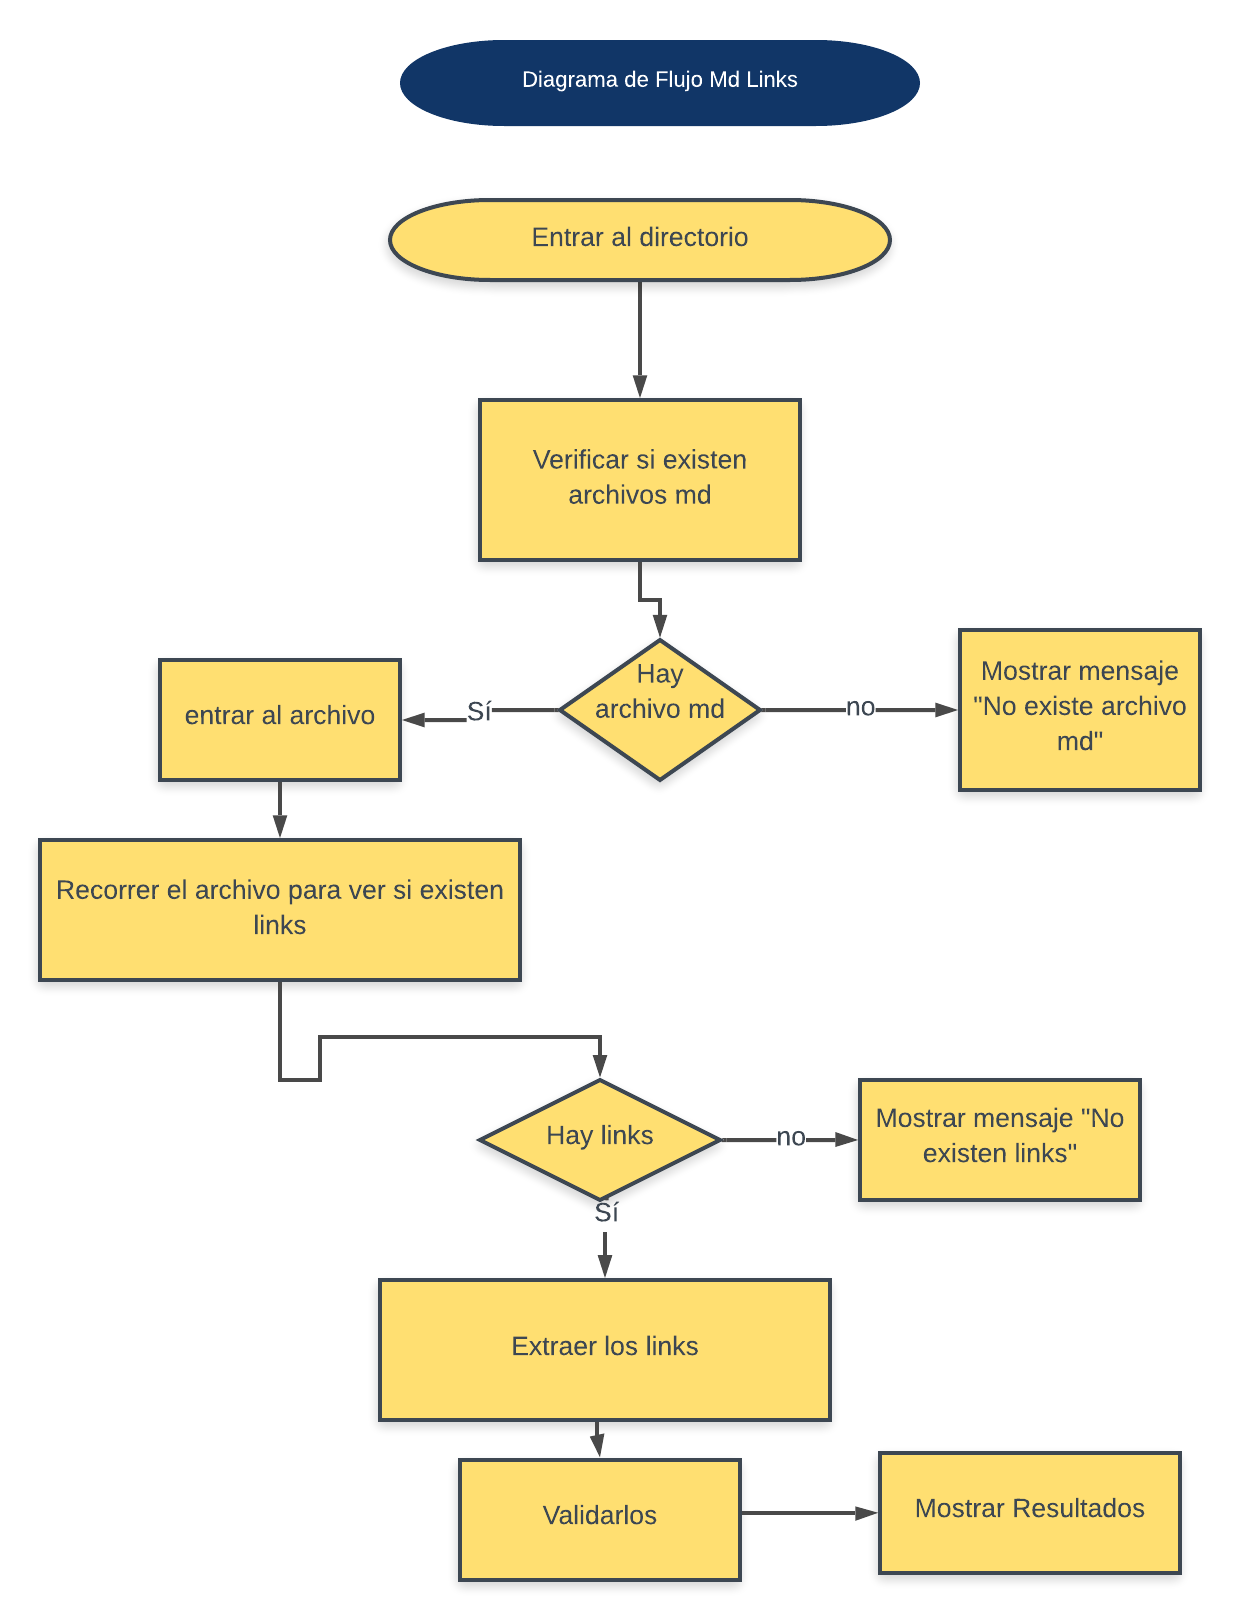 Diagrama de Flujo Md Links
Entrar al directorio
Verificar si existen
archivos md
Hay
archivo md
Sí
no
entrar al archivo
Mostrar mensaje
"No existe archivo
md"
Recorrer el archivo para ver si existen
links
Hay links
no
Mostrar mensaje "No
existen links"
Sí
Extraer los links
Validarlos
Mostrar Resultados